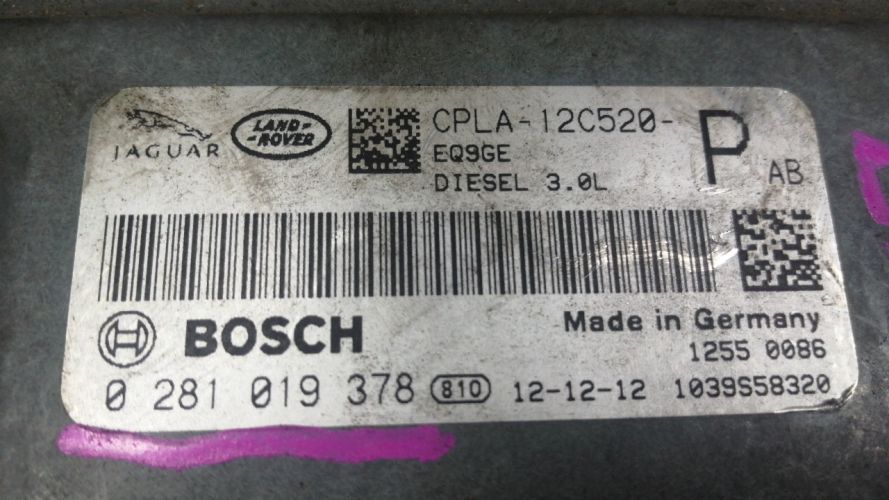 JAGUAR
LAND-
-ROVER
CPLA-12C520-
P
AB
EQ9GE
DIESEL 3.0L
BOSCH
Made in Germany
1255 0086
0 281 019 378 810 12-12-12 1039S58320